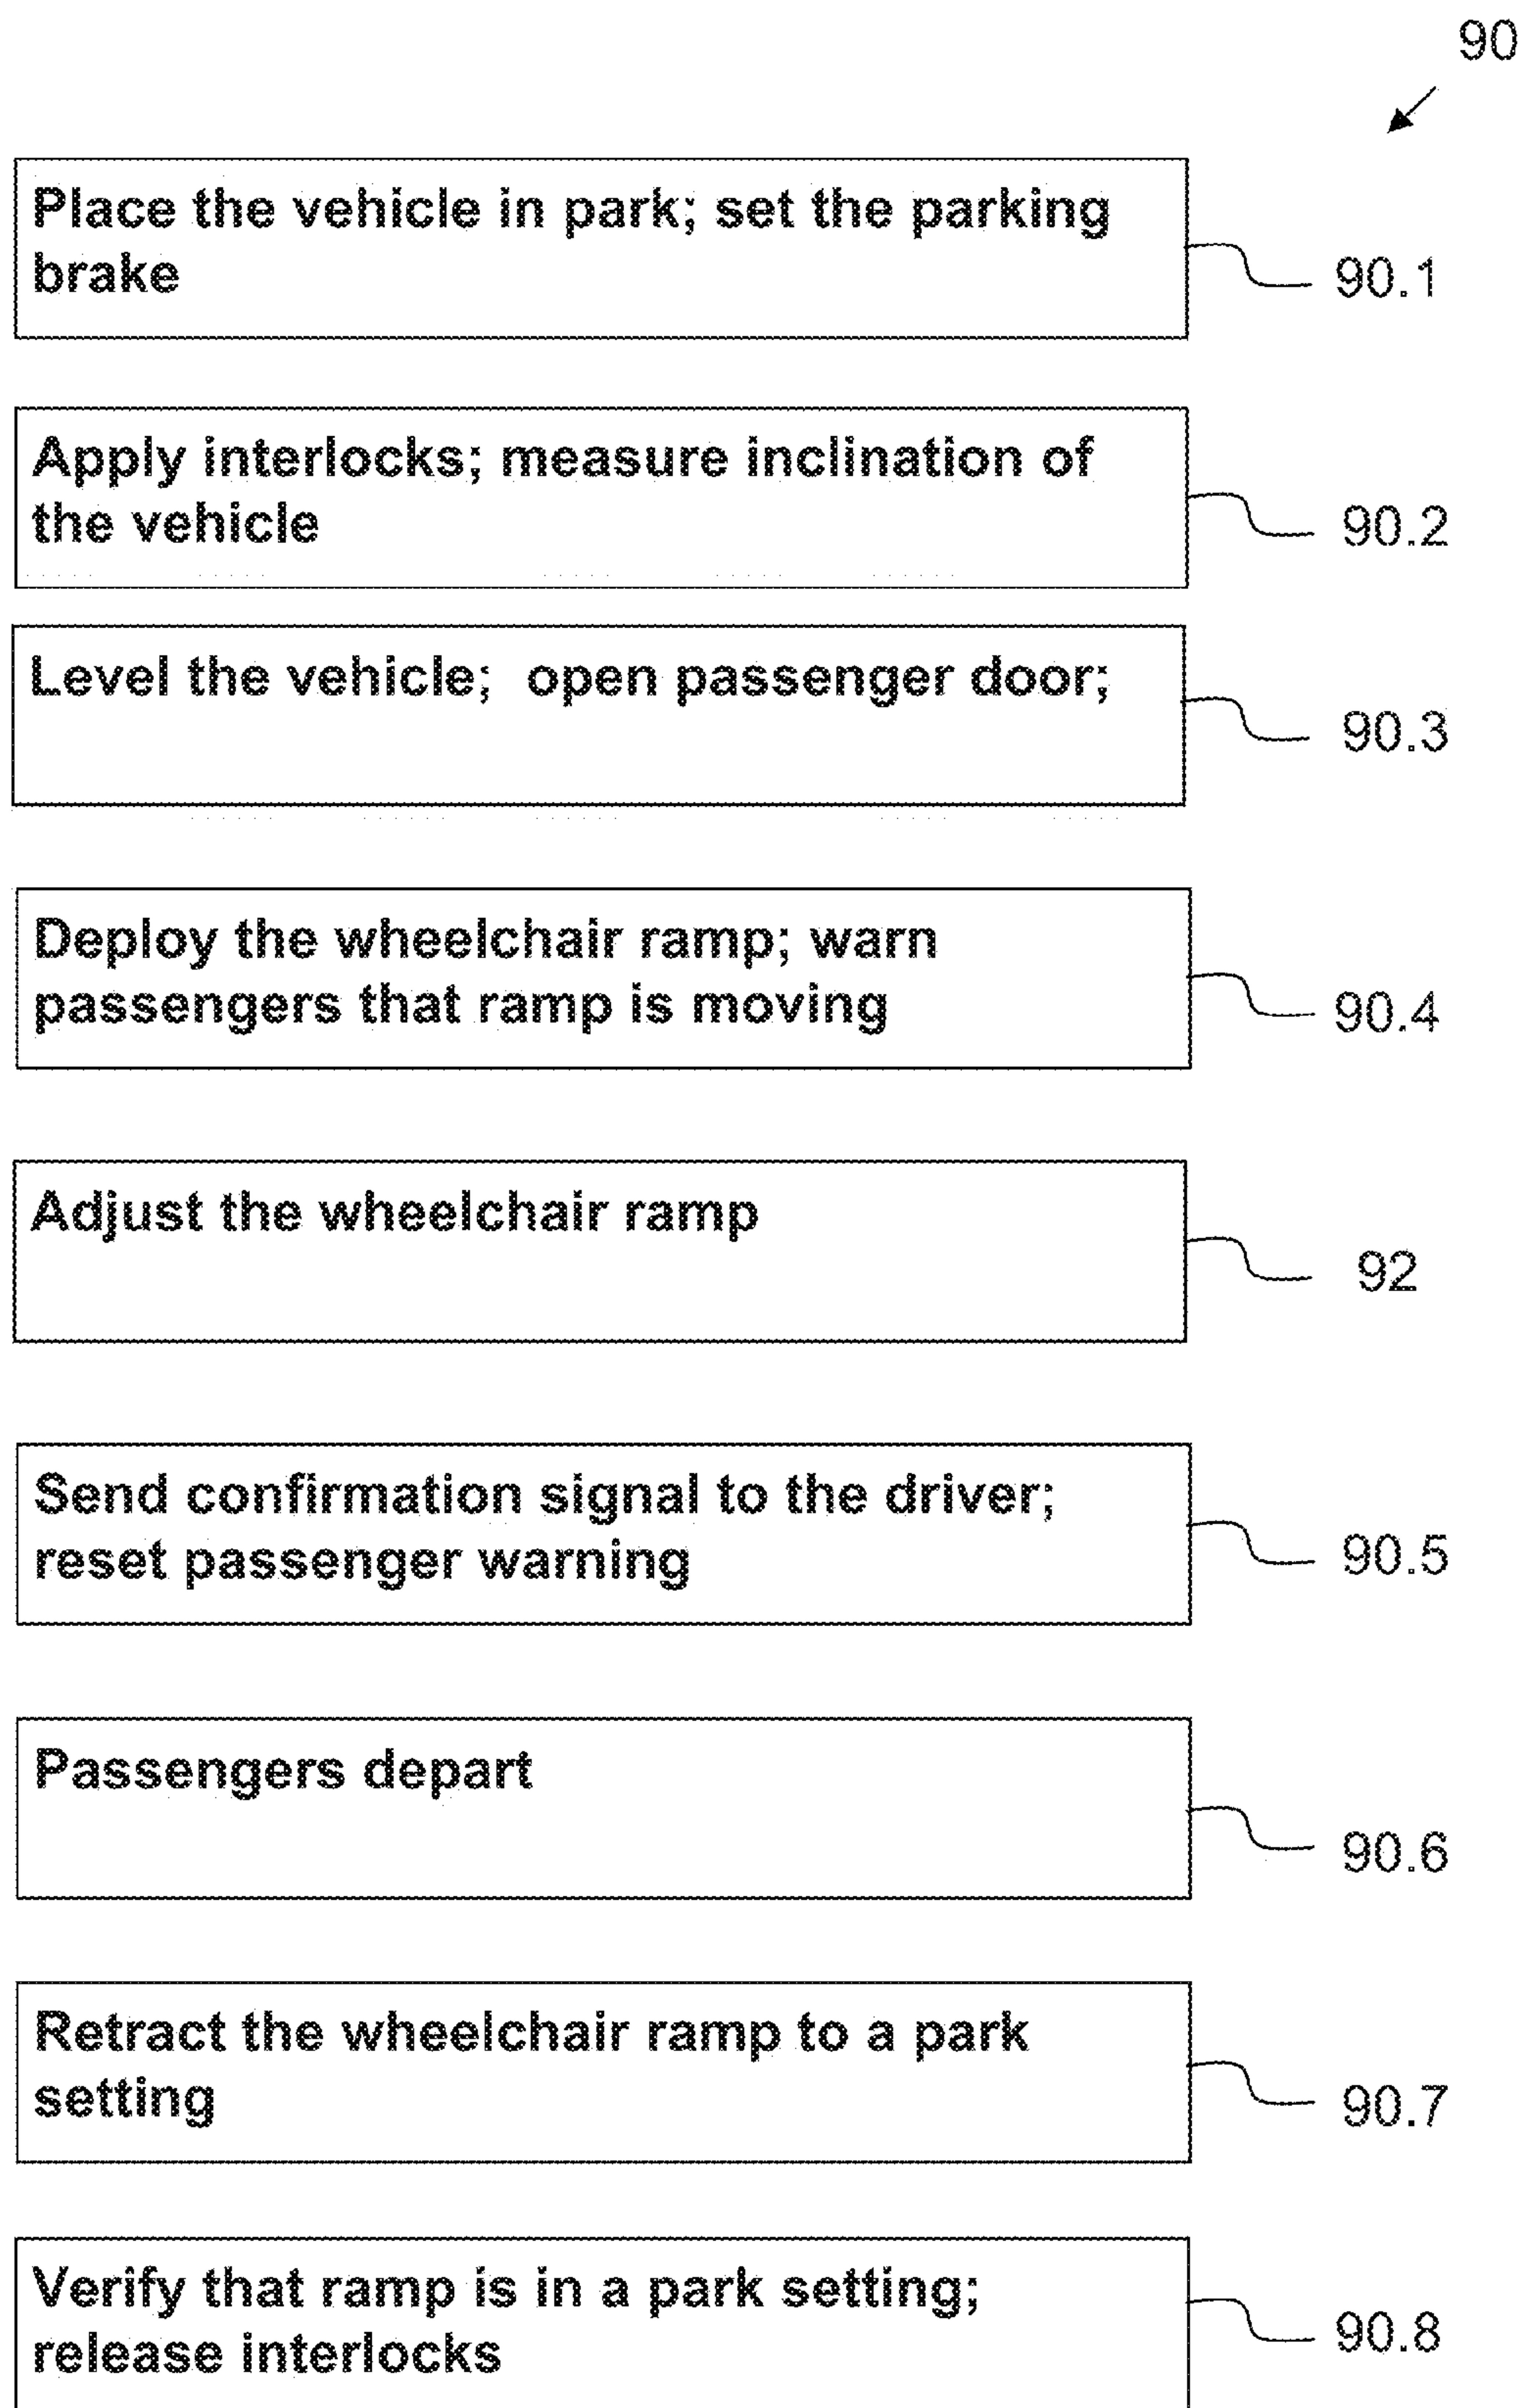 90
Place the vehicle in park; set the parking
brake
90.1
Apply interlocks; measure inclination of
the vehicle
90.2
Level the vehicle;  open passenger door;
90.3
Deploy the wheelchair ramp; warn
passengers that ramp is moving
90.4
Adjust the wheelchair ramp
92
Send confirmation signal to the driver;
reset passenger warning
90.5
Passengers depart
90.6
Retract the wheelchair ramp to a park
setting
90.7
Verify that ramp is in a park setting;
release interlocks
90.8